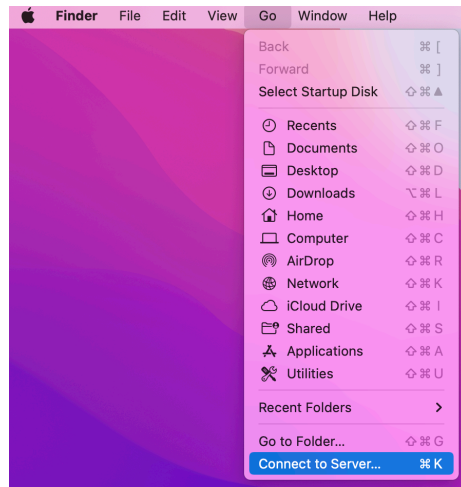 Finder File Edit View Go Window Help
Back ⌘ [
Forward ⌘ ]
Select Startup Disk ⇧⌘▲
Recents ⇧⌘F
Documents ⇧⌘O
Desktop ⇧⌘D
Downloads ⌥⌘L
Home ⇧⌘H
Computer ⇧⌘C
AirDrop ⇧⌘R
Network ⇧⌘K
iCloud Drive ⇧⌘I
Shared ⇧⌘S
Applications ⇧⌘A
Utilities ⇧⌘U
Recent Folders
Go to Folder... ⇧⌘G
Connect to Server... ⌘K